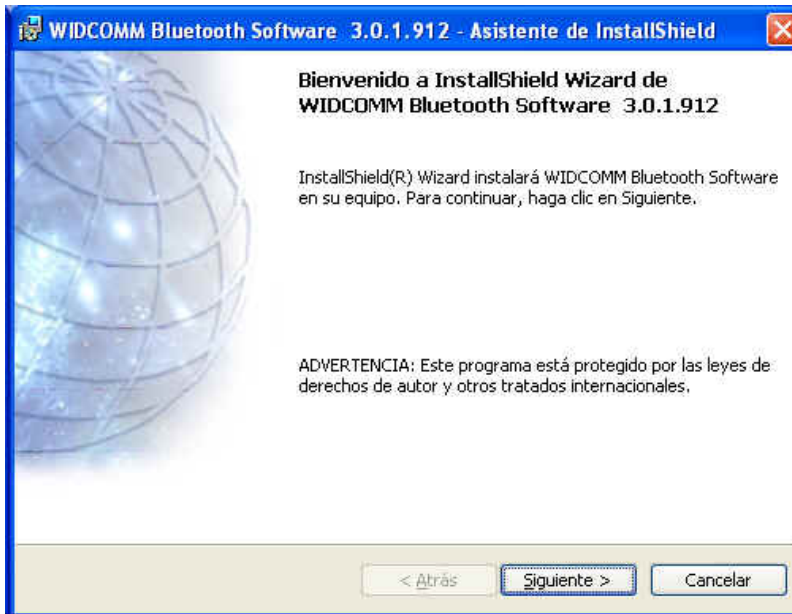 WIDCOMM Bluetooth Software 3.0.1.912 - Asistente de InstallShield
Bienvenido a InstallShield Wizard de
WIDCOMM Bluetooth Software 3.0.1.912
InstallShield(R) Wizard instalará WIDCOMM Bluetooth Software
en su equipo. Para continuar, haga clic en Siguiente.
ADVERTENCIA: Este programa está protegido por las leyes de
derechos de autor y otros tratados internacionales.
< Atrás Siguiente > Cancelar